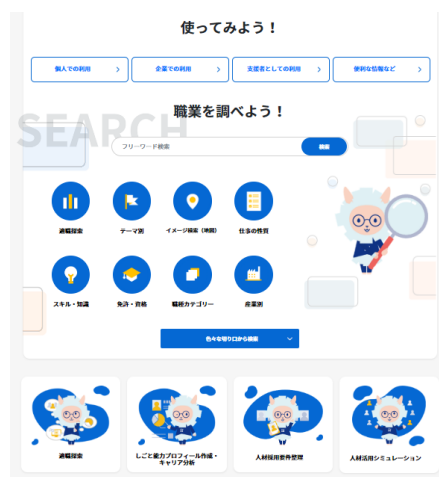 使ってみよう！
個人での利用
企業での利用
支援者としての利用
便利な情報など
職業を調べよう！
SEARCH
フリーワード検索
検索
適職探索
テーマ別
イメージ検索（地図）
仕事の性質
スキル・知識
免許・資格
職種カテゴリー
産業別
色々な切り口から検索
適職探索
しごと能力プロフィール作成・
キャリア分析
人材採用要件整理
人材活用シミュレーション